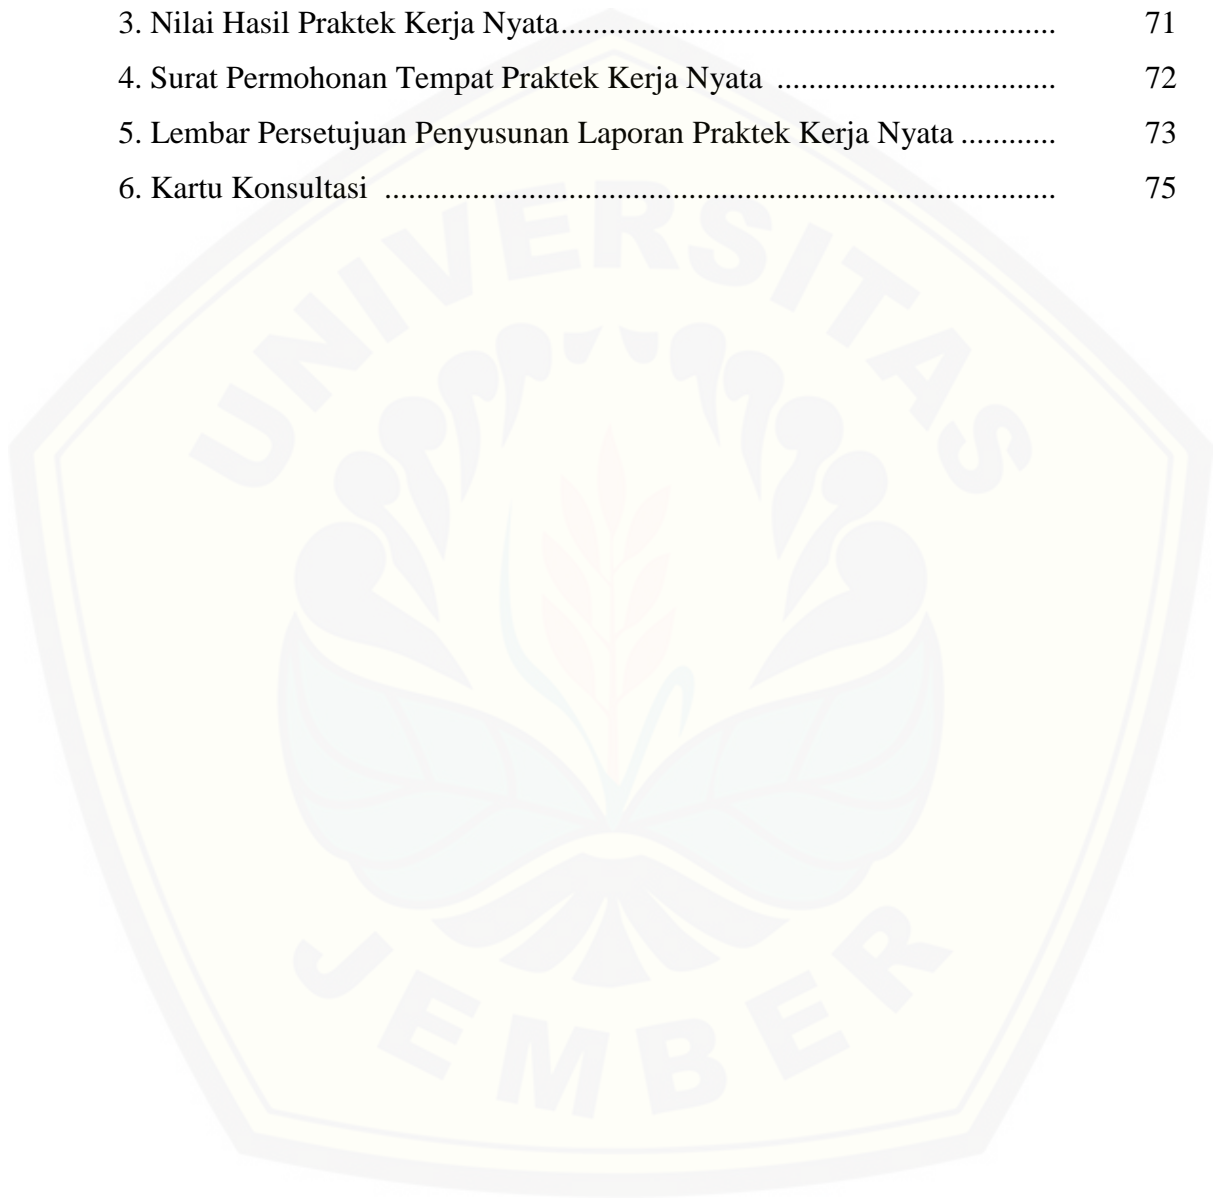 3. Nilai Hasil Praktek Kerja Nyata.............................................................. 71
4. Surat Permohonan Tempat Praktek Kerja Nyata ................................... 72
5. Lembar Persetujuan Penyusunan Laporan Praktek Kerja Nyata ............ 73
6. Kartu Konsultasi .................................................................................... 75
UNIVERSITAS
JEMBER